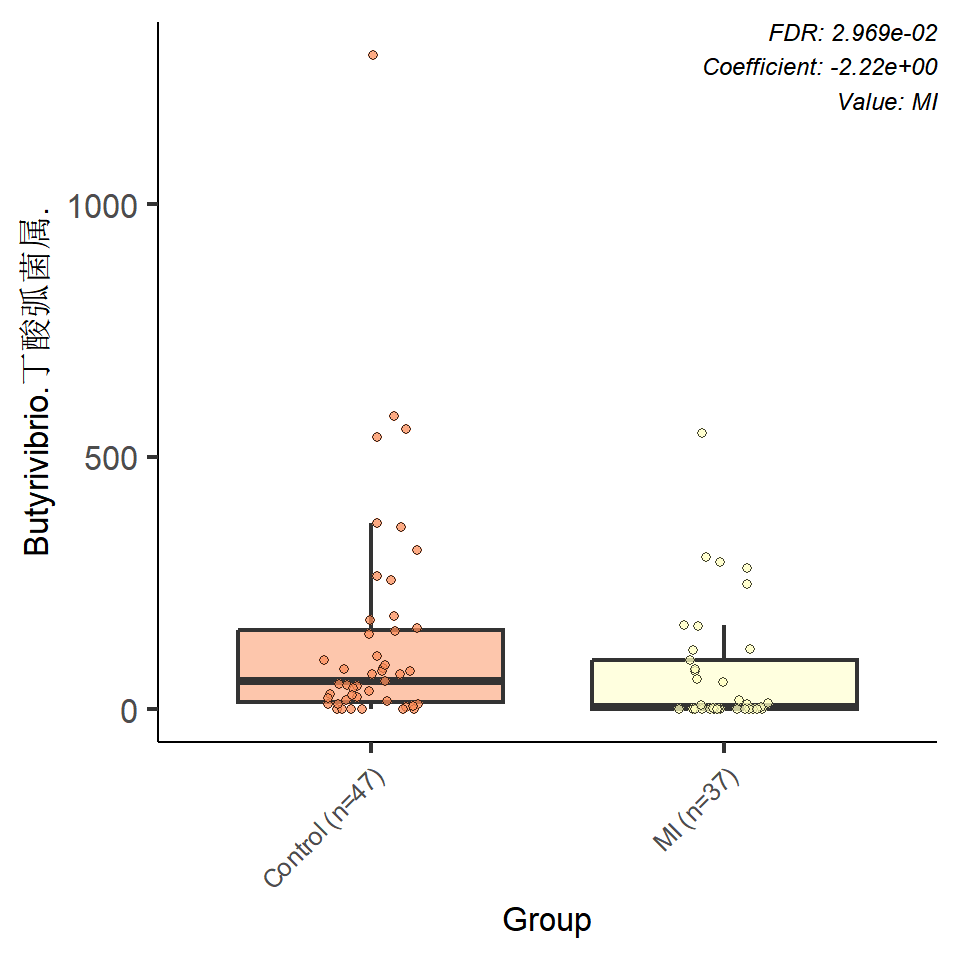 FDR: 2.969e-02
Coefficient: -2.22e+00
Value: MI
Butyrivibrio.丁酸弧菌属.
1000
500
0
Control (n=47)
MI (n=37)
Group